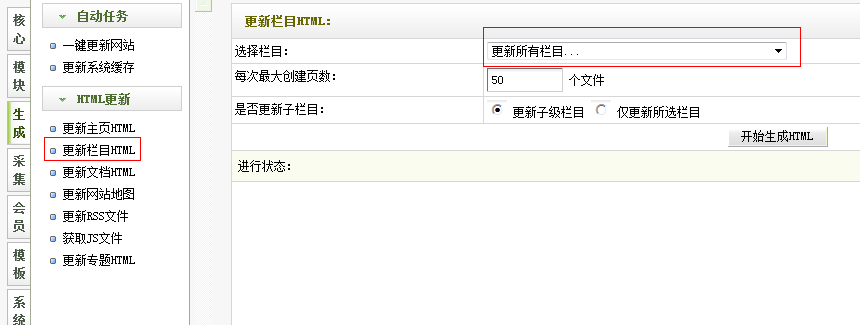 核心
模块
生成
采集
会员
模板
系统
自动任务
一键更新网站
更新系统缓存
HTML更新
更新主页HTML
更新栏目HTML
更新文档HTML
更新网站地图
更新RSS文件
获取JS文件
更新专题HTML
更新栏目HTML：
选择栏目： 更新所有栏目...
每次最大创建页数： 50 个文件
是否更新子栏目： 更新子级栏目 仅更新所选栏目
开始生成HTML
进行状态：